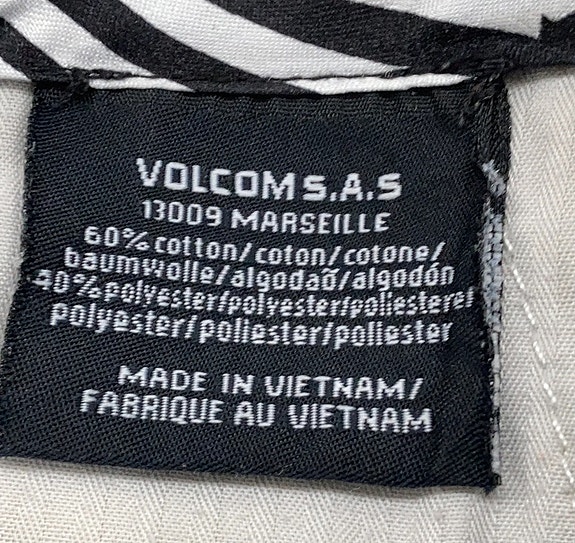 VOLCOM S.A.S
13009 MARSEILLE
60% cotton/coton/cotone/
baumwolle/algodaõ/algodón
40% polyester/polyester/poliestere/
polyester/poliester/poliester
MADE IN VIETNAM/
FABRIQUE AU VIETNAM